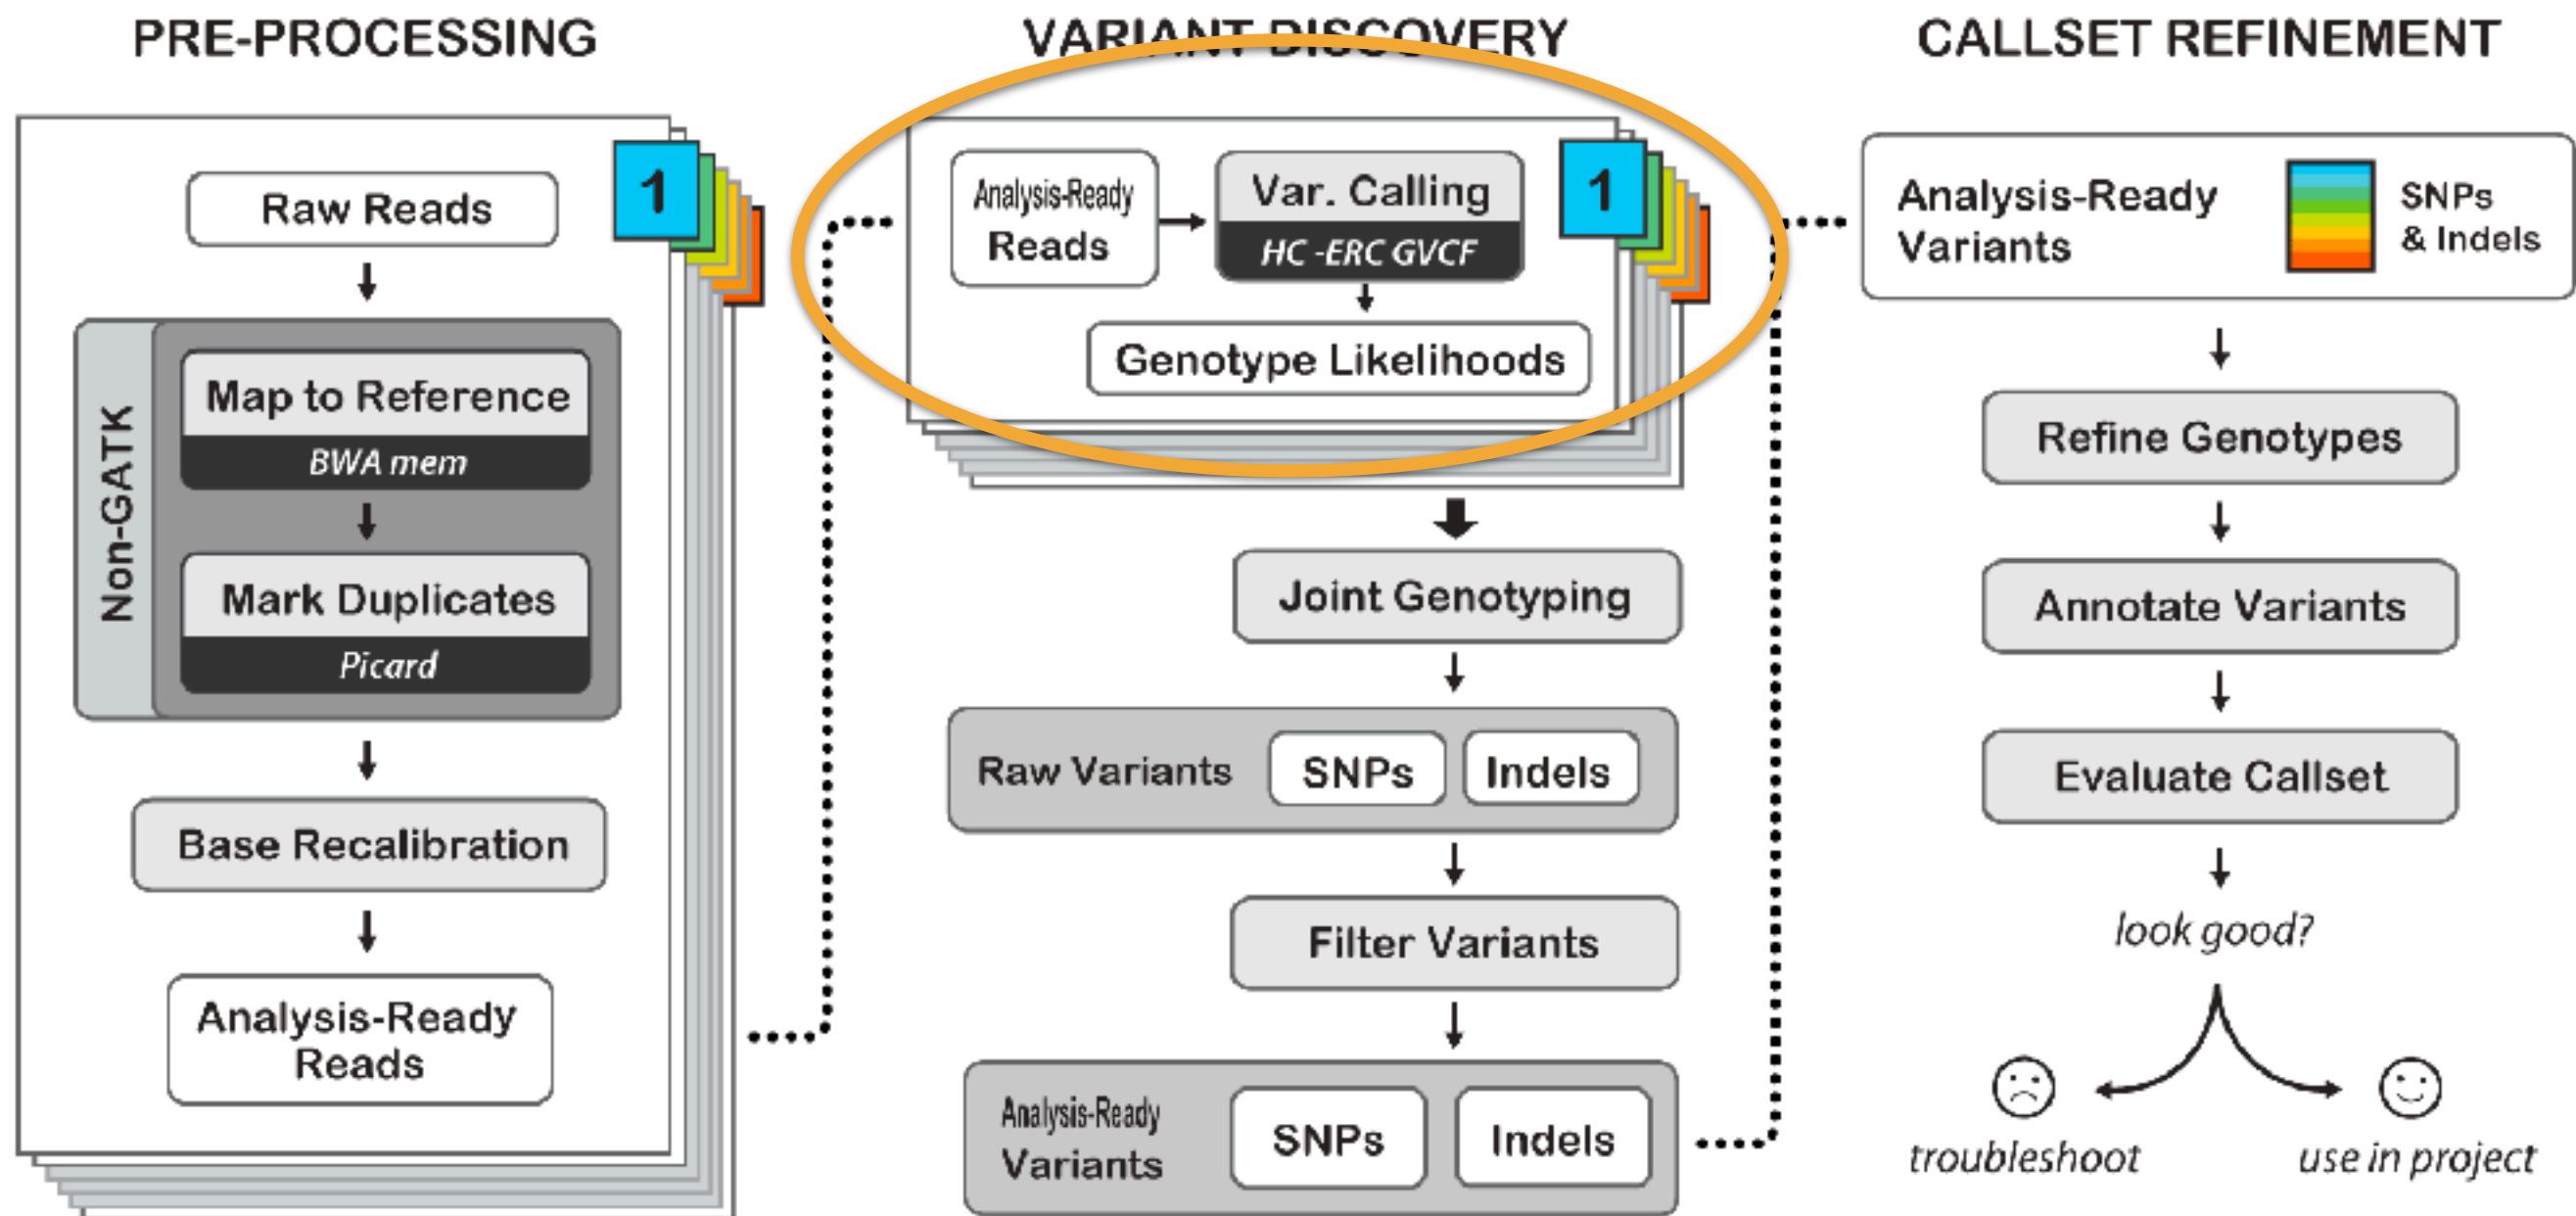 PRE-PROCESSING
1
Raw Reads
Non-GATK
Map to Reference
BWA mem
Mark Duplicates
Picard
Base Recalibration
Analysis-Ready
Reads
VARIANT DISCOVERY
1
Analysis-Ready
Reads
Var. Calling
HC -ERC GVCF
Genotype Likelihoods
Joint Genotyping
Raw Variants
SNPs
Indels
Filter Variants
Analysis-Ready
Variants
SNPs
Indels
CALLSET REFINEMENT
Analysis-Ready
Variants
SNPs
& Indels
Refine Genotypes
Annotate Variants
Evaluate Callset
look good?
troubleshoot
use in project